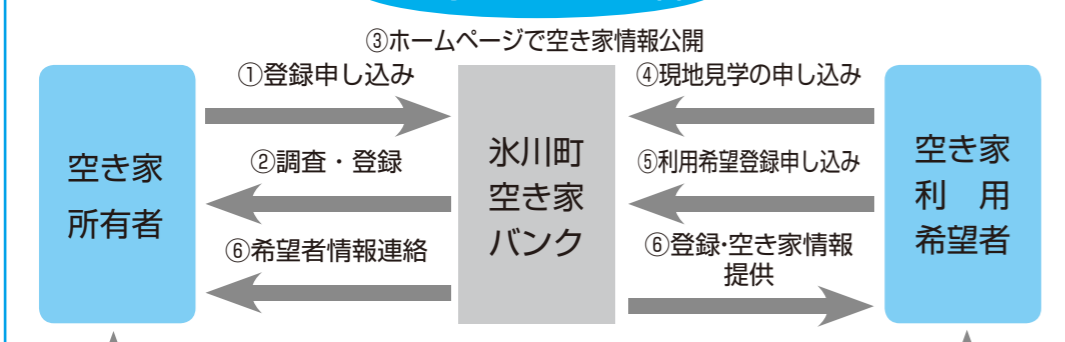 ③ホームページで空き家情報公開
①登録申し込み
②調査・登録
⑥希望者情報連絡
空き家
所有者
氷川町
空き家
バンク
④現地見学の申し込み
⑤利用希望登録申し込み
⑥登録・空き家情報
提供
空き家
利　用
希望者